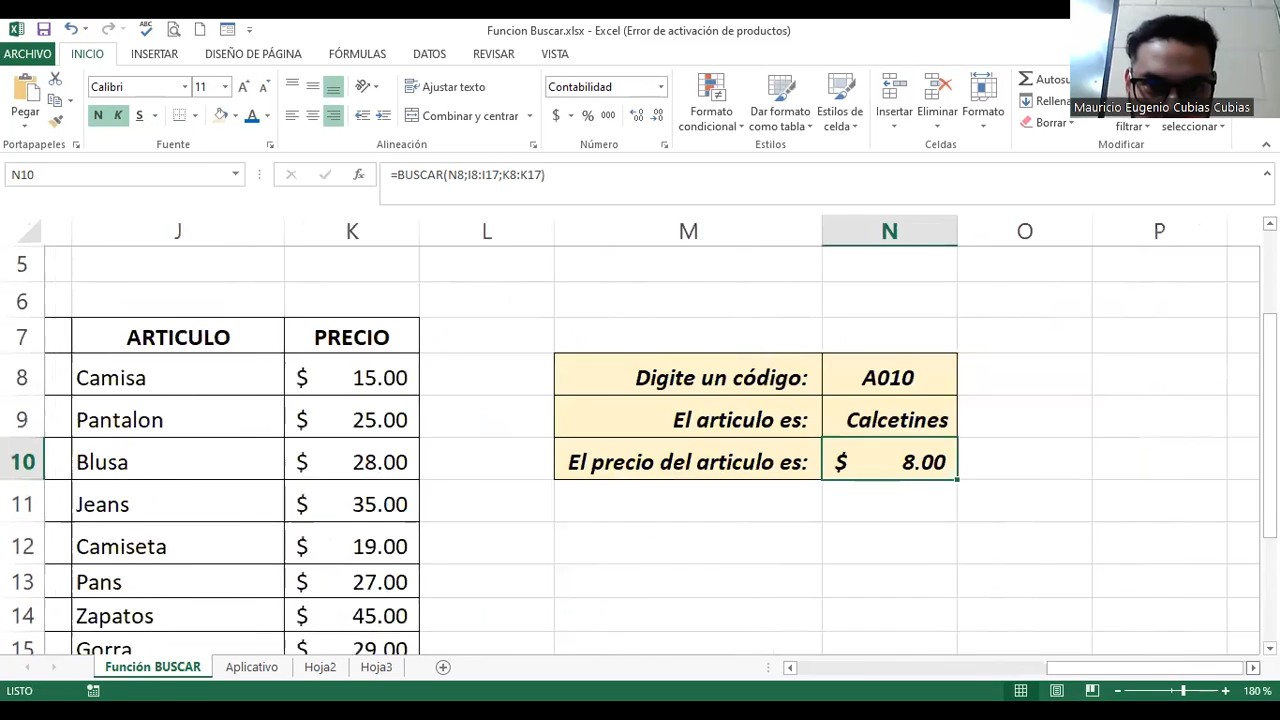 Funcion Buscar.xlsx - Excel (Error de activación de productos)
ARCHIVO INICIO INSERTAR DISEÑO DE PÁGINA FÓRMULAS DATOS REVISAR VISTA
Pegar
Calibri 11
N K S A
Ajustar texto
Combinar y centrar
Contabilidad
$ % 000
Formato condicional
Dar formato como tabla
Estilos de celda
Insertar Eliminar Formato
Autosu
Rellena
Borrar
filtrar
seleccionar
Mauricio Eugenio Cubias Cubias
Portapapeles Fuente Alineación Número Estilos Celdas Modificar
N10 fx =BUSCAR(N8;I8:I17;K8:K17)
J K L M N O P
5
6
7 ARTICULO PRECIO
8 Camisa $ 15.00 Digite un código: A010
9 Pantalon $ 25.00 El articulo es: Calcetines
10 Blusa $ 28.00 El precio del articulo es: $ 8.00
11 Jeans $ 35.00
12 Camiseta $ 19.00
13 Pans $ 27.00
14 Zapatos $ 45.00
15 Gorra $ 29.00
Función BUSCAR Aplicativo Hoja2 Hoja3
LISTO 180 %